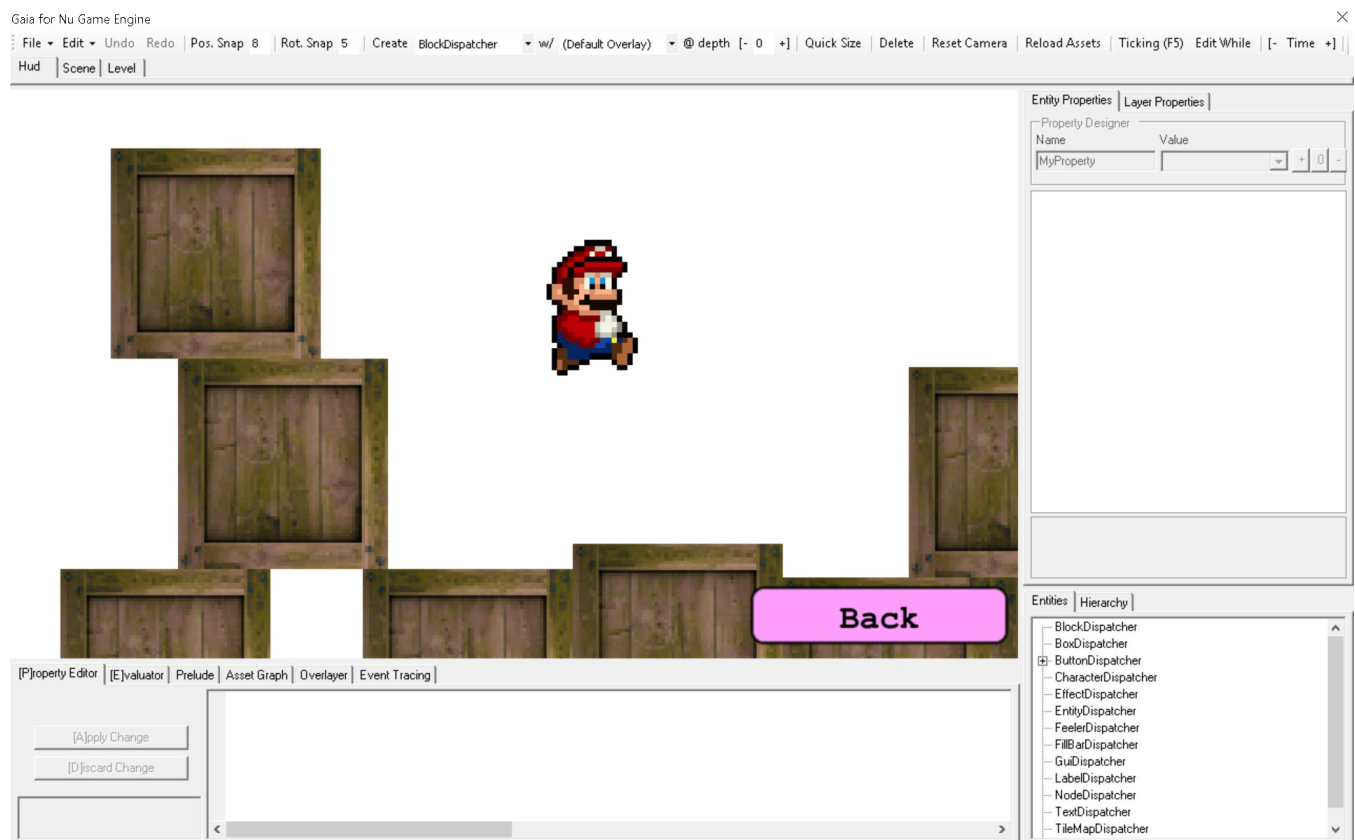 Gaia for Nu Game Engine
File Edit Undo Redo Pos. Snap 8 Rot. Snap 5 Create BlockDispatcher w/ (Default Overlay) @ depth [- 0 +] Quick Size Delete Reset Camera Reload Assets Ticking (F5) Edit While [- Time +]
Hud Scene Level
Entity Properties Layer Properties
Property Designer
Name Value
MyProperty + 0 -
Back
[P]roperty Editor [E]valuator Prelude Asset Graph Overlayer Event Tracing
[A]pply Change
[D]iscard Change
Entities Hierarchy
BlockDispatcher
BoxDispatcher
ButtonDispatcher
CharacterDispatcher
EffectDispatcher
EntityDispatcher
FeelerDispatcher
FillBarDispatcher
GuiDispatcher
LabelDispatcher
NodeDispatcher
TextDispatcher
TileMapDispatcher